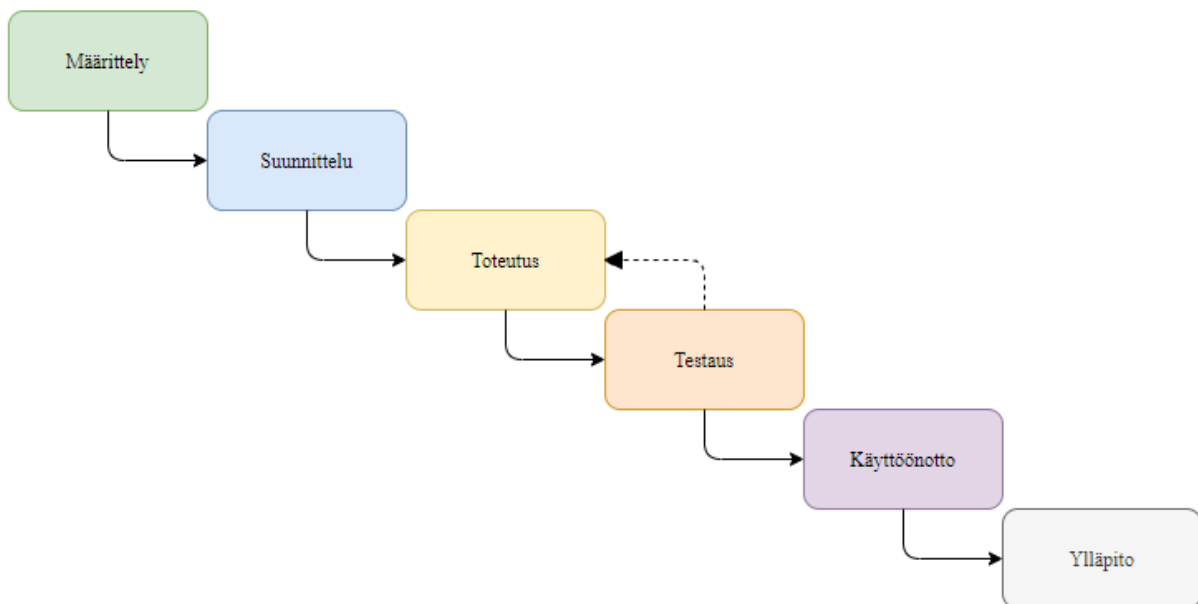 Määrittely
Suunnittelu
Toteutus
Testaus
Käyttöönotto
Ylläpito